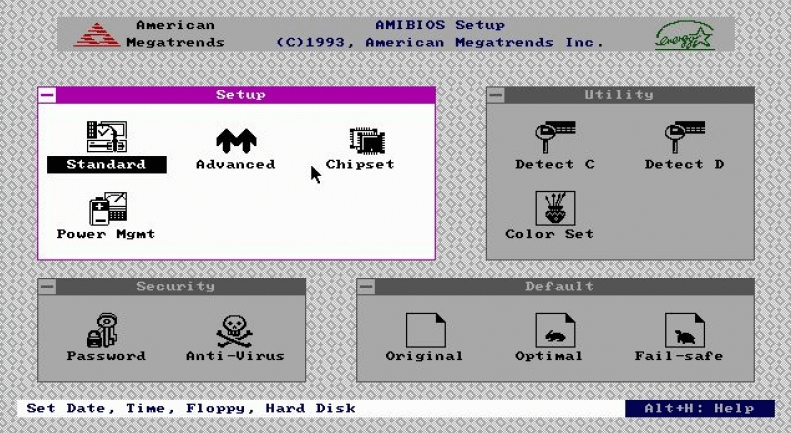 American
Megatrends
AMIBIOS Setup
(C)1993, American Megatrends Inc.
energy
Setup
Standard
Advanced
Chipset
Power Mgmt
Utility
Detect C
Detect D
Color Set
Security
Password
Anti-Virus
Default
Original
Optimal
Fail-safe
Set Date, Time, Floppy, Hard Disk
Alt+H: Help